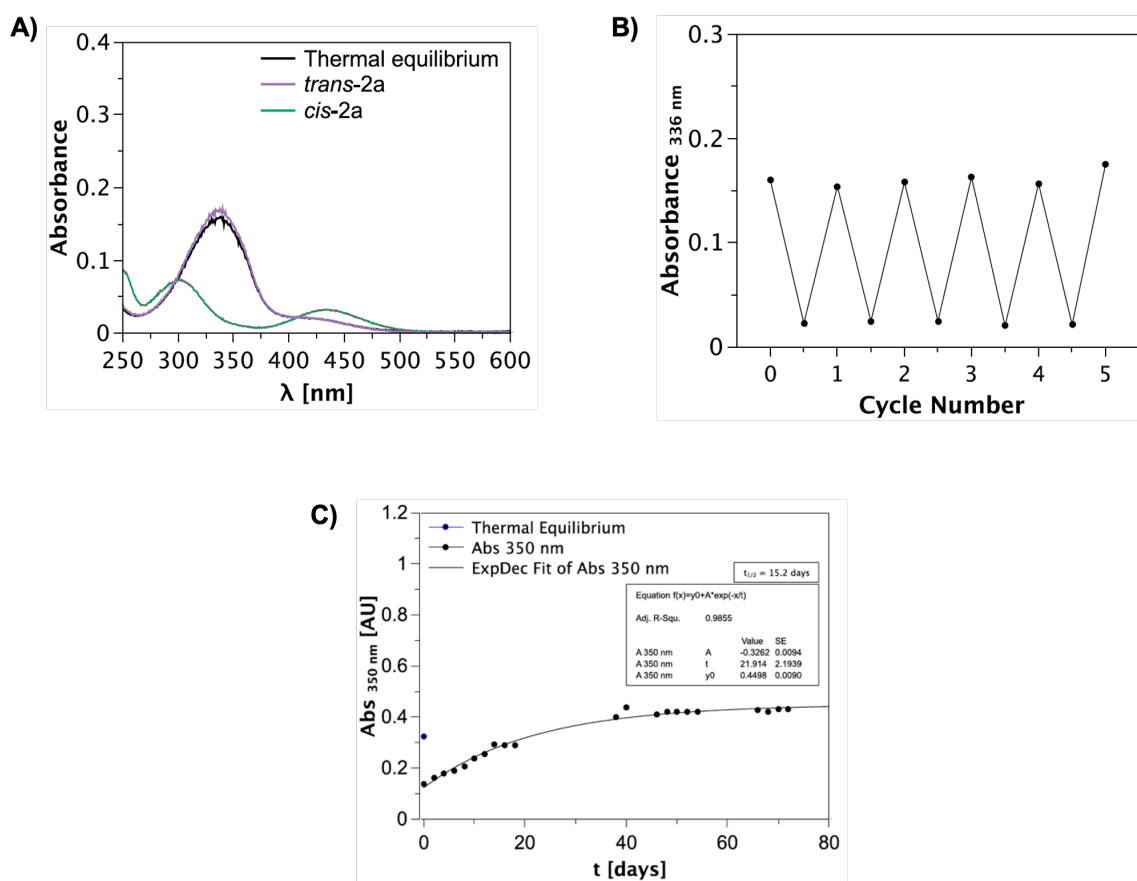 A)
0.4
0.3
0.2
0.1
0
Absorbance
Thermal equilibrium
trans-2a
cis-2a
250 300 350 400 450 500 550 600
λ [nm]
B)
0.3
0.2
0.1
0
Absorbance 336 nm
0 1 2 3 4 5
Cycle Number
C)
1.2
1
0.8
0.6
0.4
0.2
0
Abs 350 nm [AU]
Thermal Equilibrium
Abs 350 nm
ExpDec Fit of Abs 350 nm
t1/2 = 15.2 days
Equation f(x)=y0+A*exp(-x/t)
Adj. R-Squ. 0.9855
Value SE
A 350 nm A -0.3262 0.0094
A 350 nm t 21.914 2.1939
A 350 nm y0 0.4498 0.0090
0 20 40 60 80
t [days]